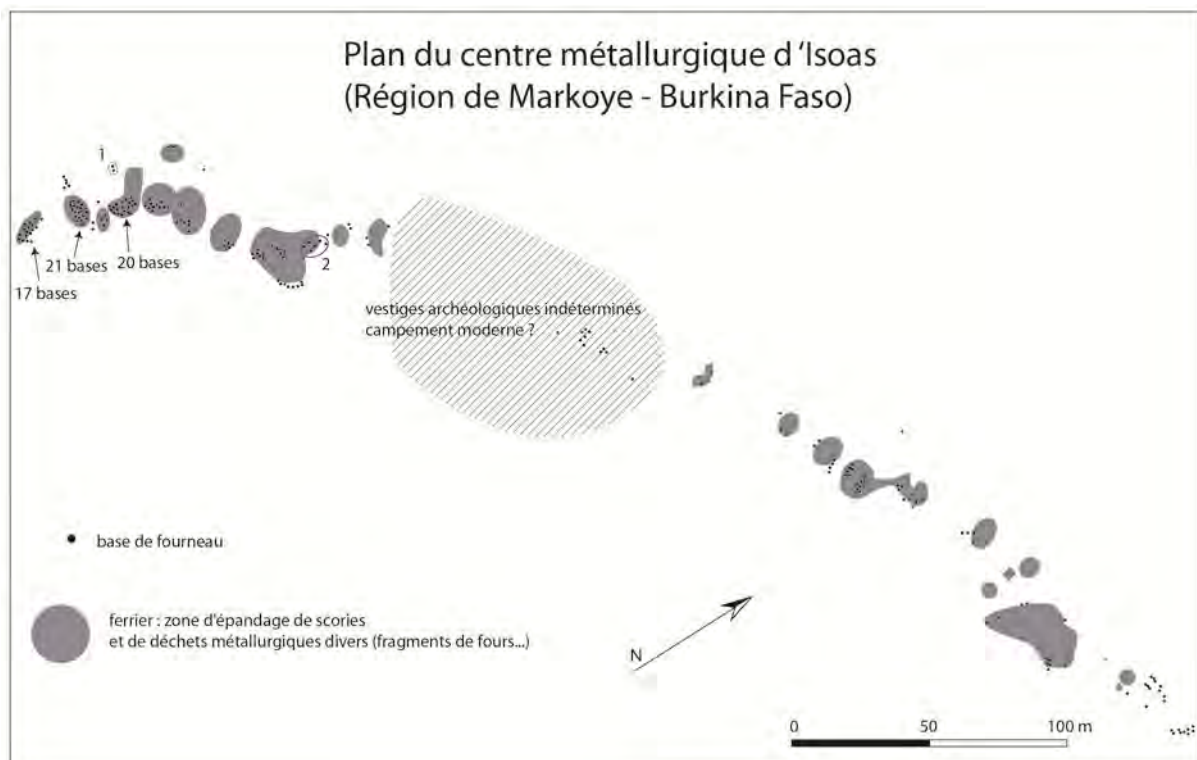 Plan du centre métallurgique d 'Isoas
(Région de Markoye - Burkina Faso)
1
21 bases
20 bases
17 bases
2
vestiges archéologiques indéterminés
campement moderne ?
base de fourneau
ferrier : zone d'épandage de scories
et de déchets métallurgiques divers (fragments de fours...)
N
0 50 100 m